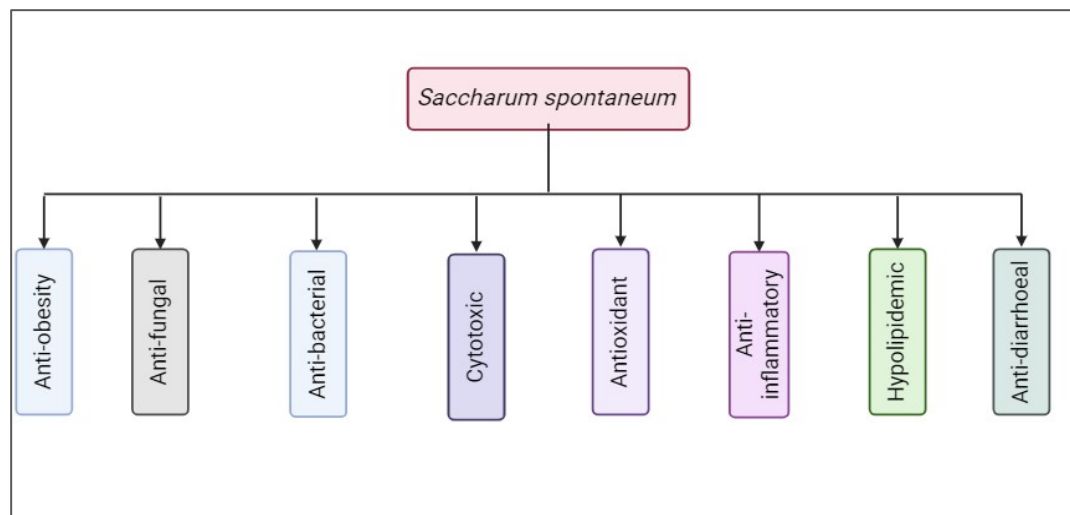 Saccharum spontaneum
Anti-obesity
Anti-fungal
Anti-bacterial
Cytotoxic
Antioxidant
Anti-
inflammatory
Hypolipidemic
Anti-diarrhoeal